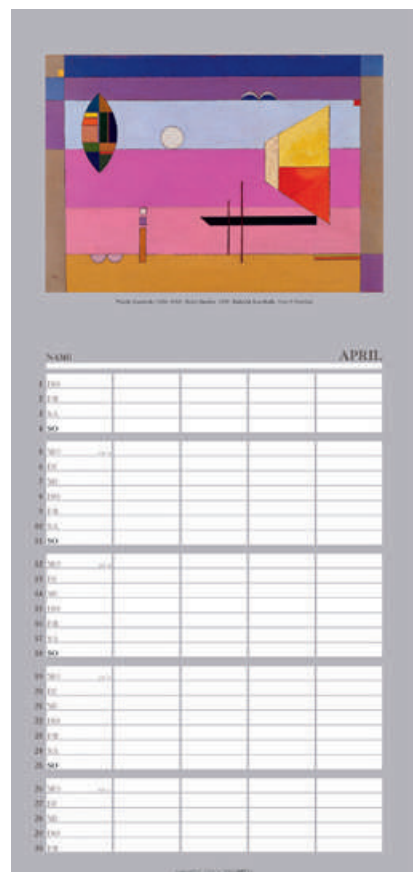 NAME APRIL
1 DO
2 FR
3 SA
4 SO
5 MO
6 DI
7 MI
8 DO
9 FR
10 SA
11 SO
12 MO
13 DI
14 MI
15 DO
16 FR
17 SA
18 SO
19 MO
20 DI
21 MI
22 DO
23 FR
24 SA
25 SO
26 MO
27 DI
28 MI
29 DO
30 FR